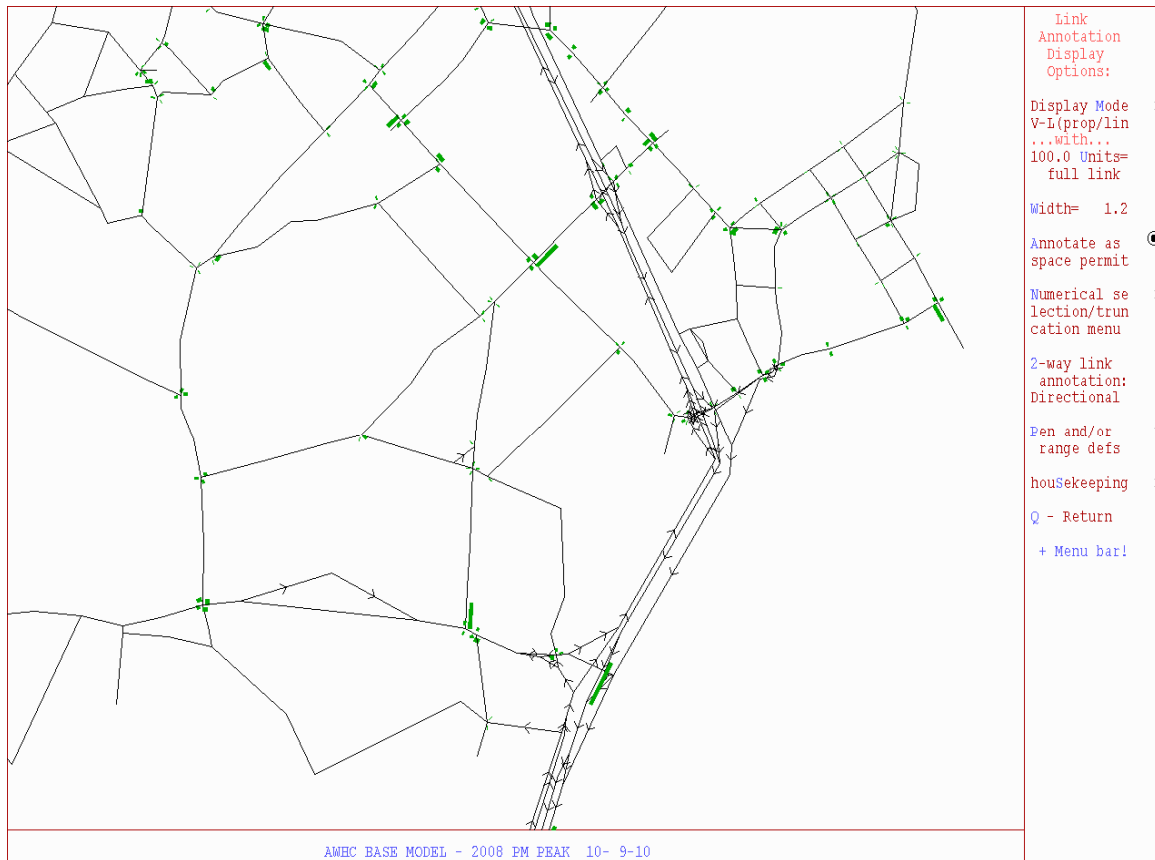 Link
Annotation
Display
Options:
Display Mode
V-L(prop/lin
...with...
100.0 Units=
full link
Width= 1.2
Annotate as
space permit
Numerical se
lection/trun
cation menu
2-way link
annotation:
Directional
Pen and/or
range defs
houSekeeping
Q - Return
+ Menu bar!
AWHC BASE MODEL - 2008 PM PEAK 10- 9-10